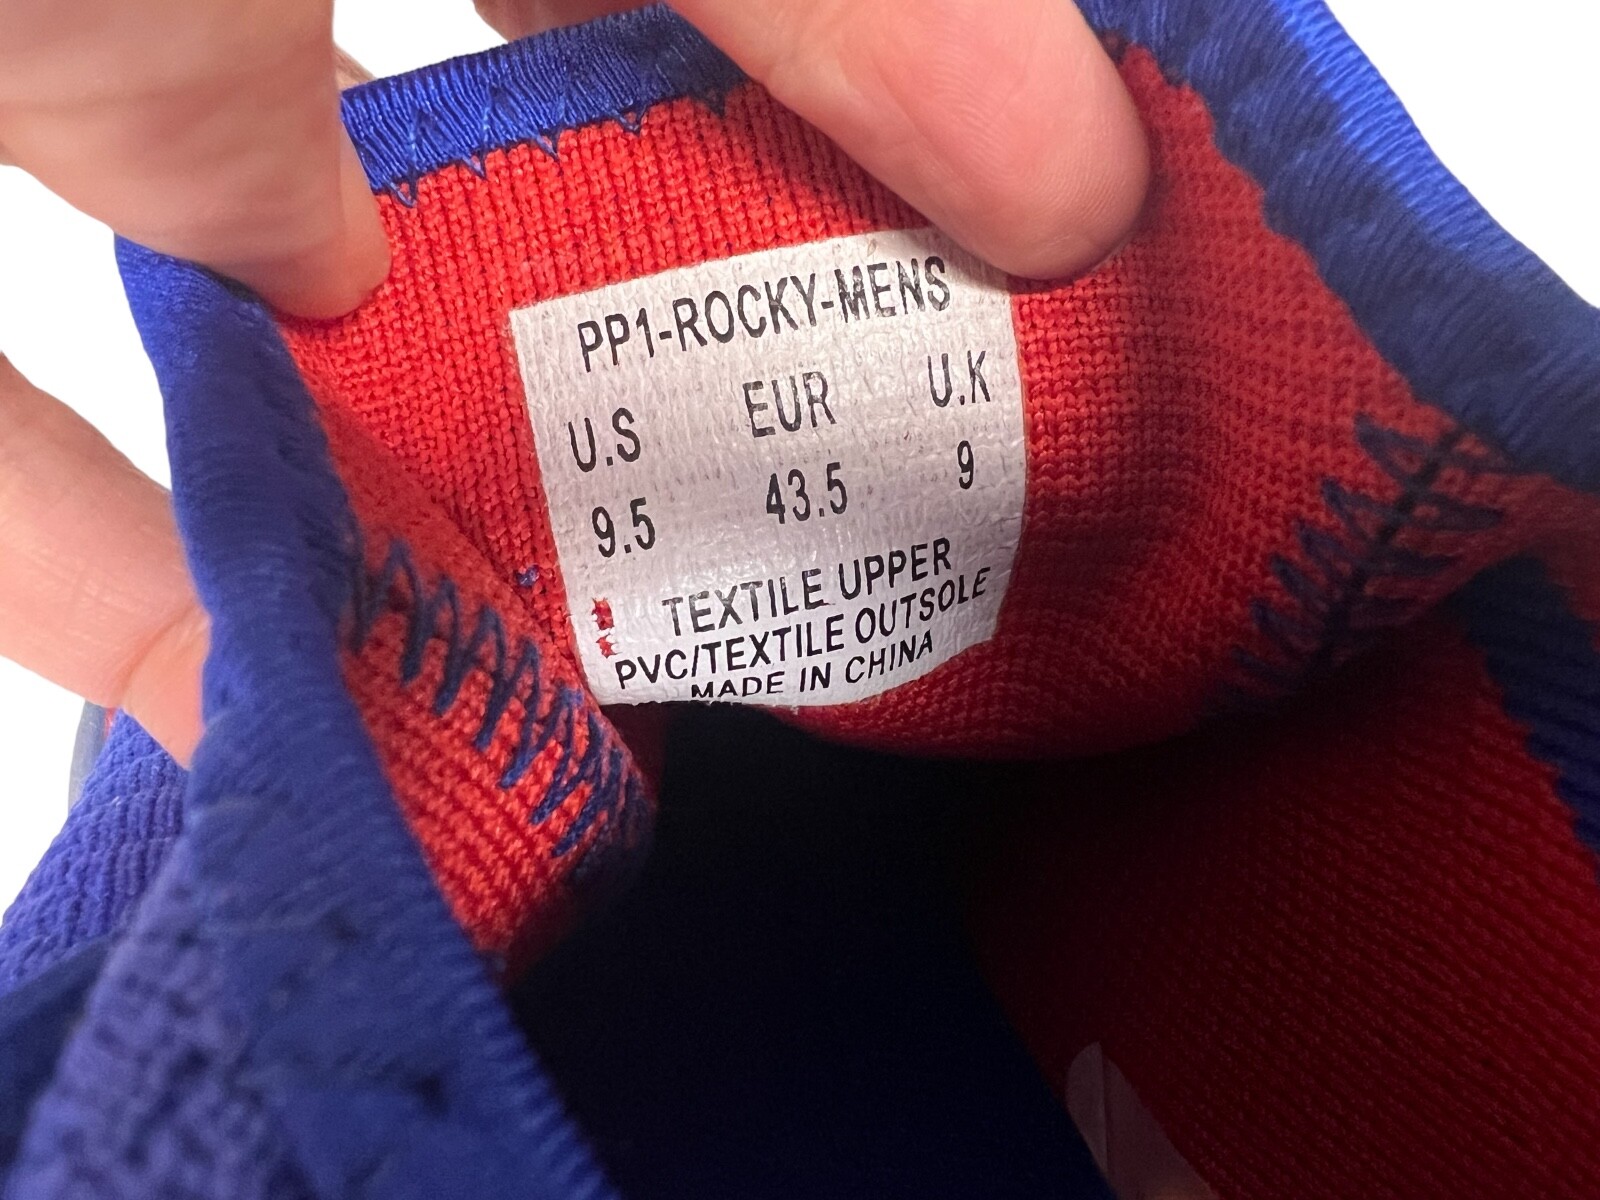 PP1-ROCKY-MENS
U.S EUR U.K
9.5 43.5 9
TEXTILE UPPER
PVC/TEXTILE OUTSOLE
MADE IN CHINA